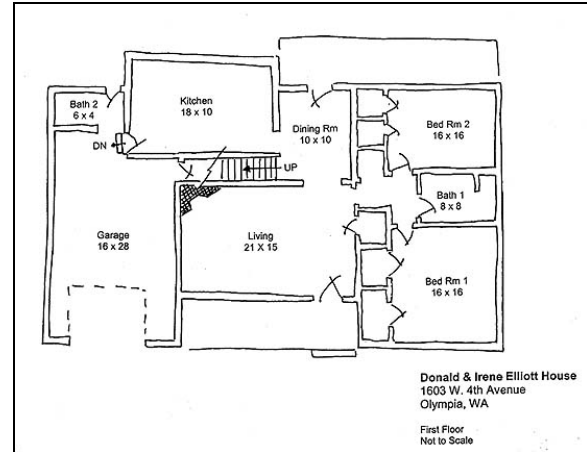 Bath 2
6 x 4
Kitchen
18 x 10
Dining Rm
10 x 10
Bed Rm 2
16 x 16
DN
UP
Bath 1
8 x 8
Garage
16 x 28
Living
21 X 15
Bed Rm 1
16 x 16
Donald & Irene Elliott House
1603 W. 4th Avenue
Olympia, WA
First Floor
Not to Scale